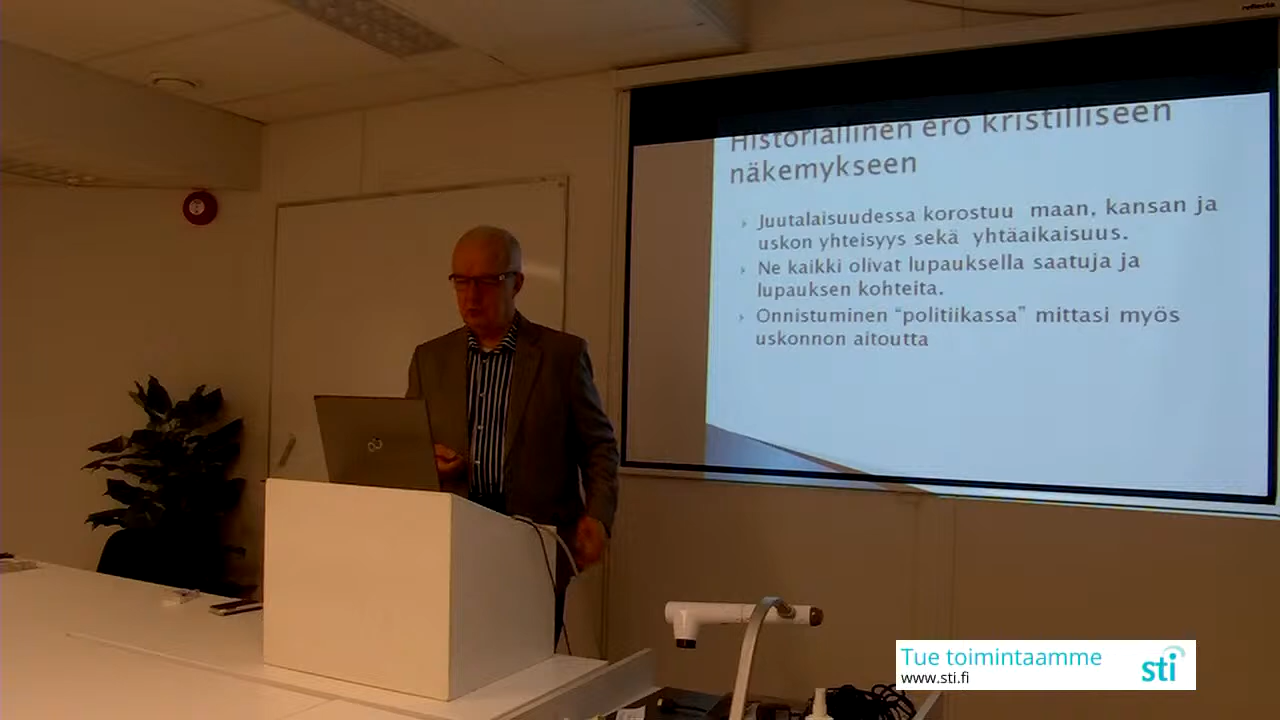 reflecta
Historiallinen ero kristilliseen
näkemykseen
Juutalaisuudessa korostuu maan, kansan ja
uskon yhteisyys sekä yhtäaikaisuus.
Ne kaikki olivat lupauksella saatuja ja
lupauksen kohteita.
Onnistuminen “politiikassa” mittasi myös
uskonnon aitoutta
Tue toimintaamme
www.sti.fi
sti